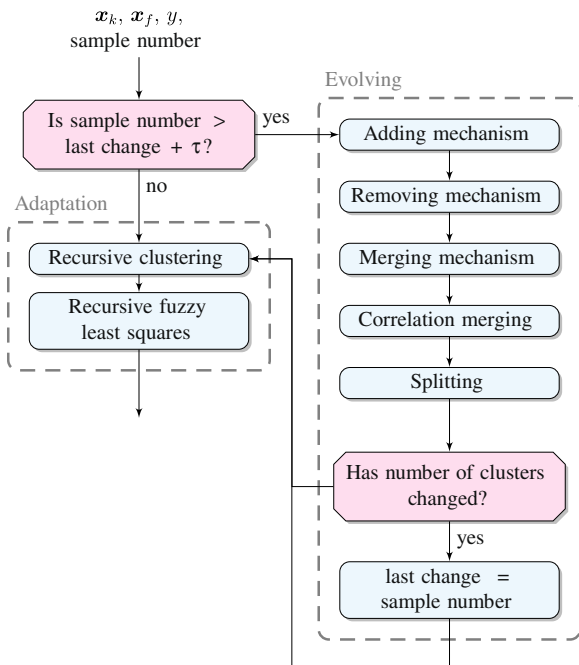 x_k, x_f, y,
sample number
Is sample number >
last change + τ?
yes
no
Adaptation
Recursive clustering
Recursive fuzzy
least squares
Evolving
Adding mechanism
Removing mechanism
Merging mechanism
Correlation merging
Splitting
Has number of clusters
changed?
yes
last change =
sample number